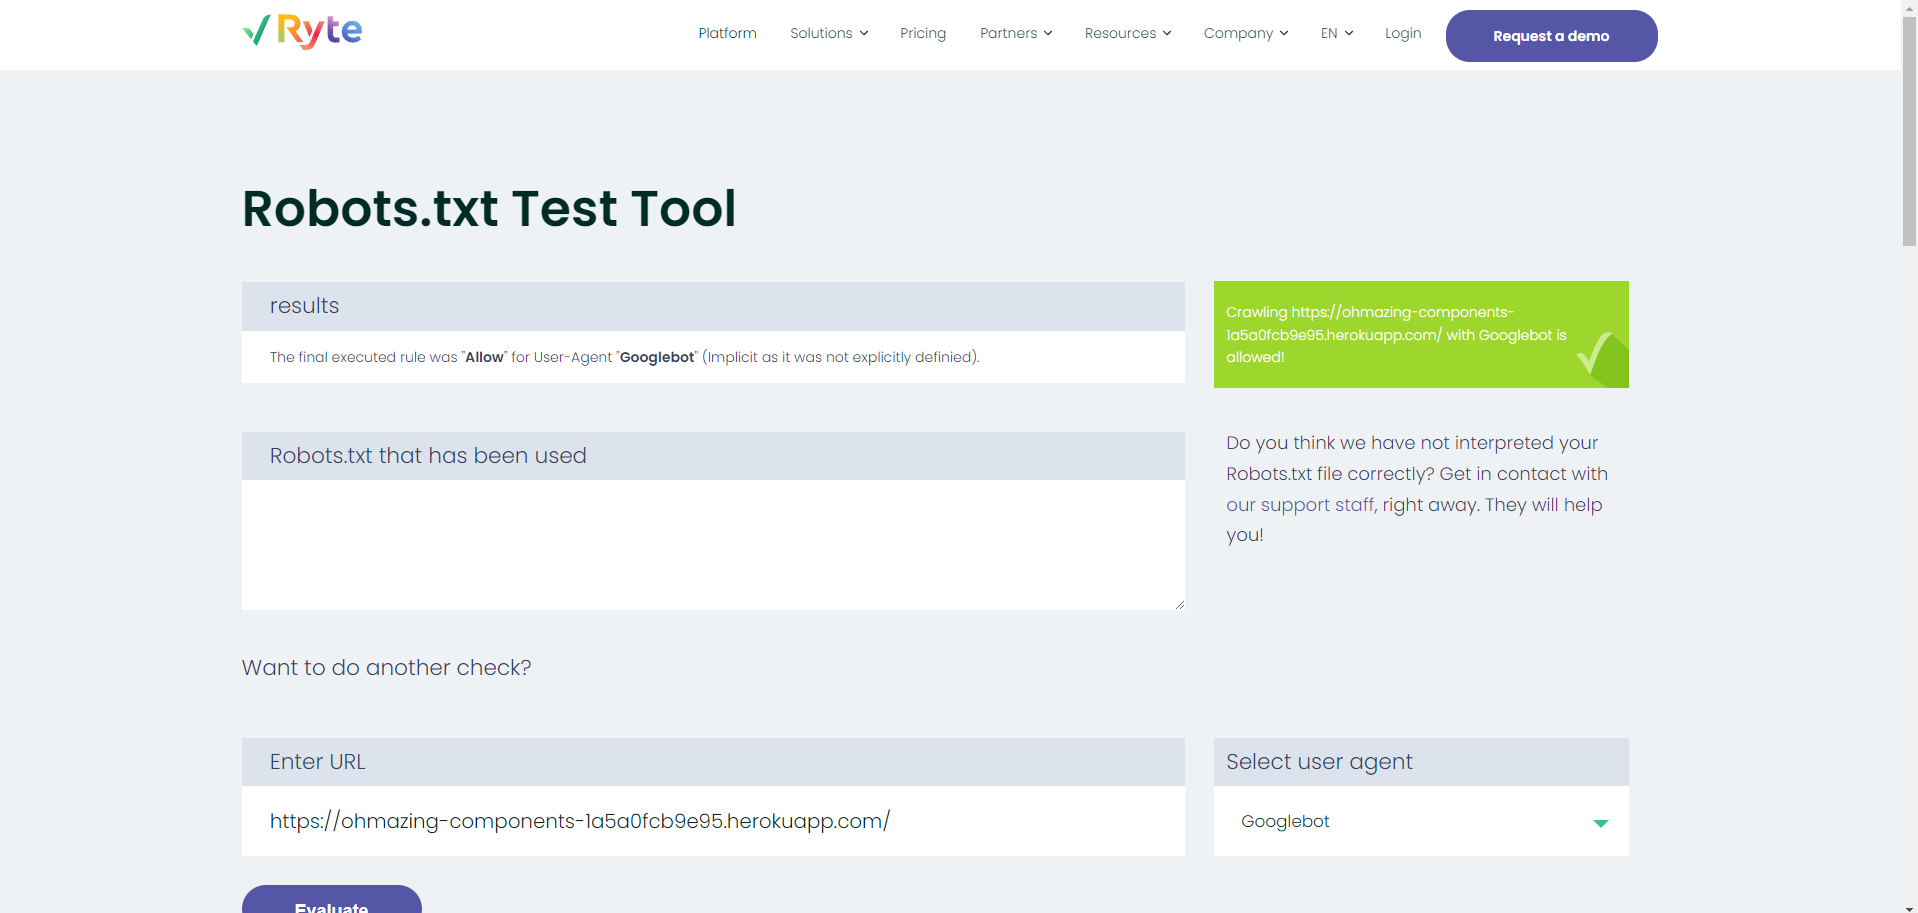 Ryte
Platform Solutions Pricing Partners Resources Company EN Login Request a demo
Robots.txt Test Tool
results
The final executed rule was "Allow" for User-Agent "Googlebot" (Implicit as it was not explicitly definied).
Crawling https://ohmazing-components-
1a5a0fcb9e95.herokuapp.com/ with Googlebot is
allowed!
Robots.txt that has been used
Do you think we have not interpreted your
Robots.txt file correctly? Get in contact with
our support staff, right away. They will help
you!
Want to do another check?
Enter URL
https://ohmazing-components-1a5a0fcb9e95.herokuapp.com/
Select user agent
Googlebot
Evaluate